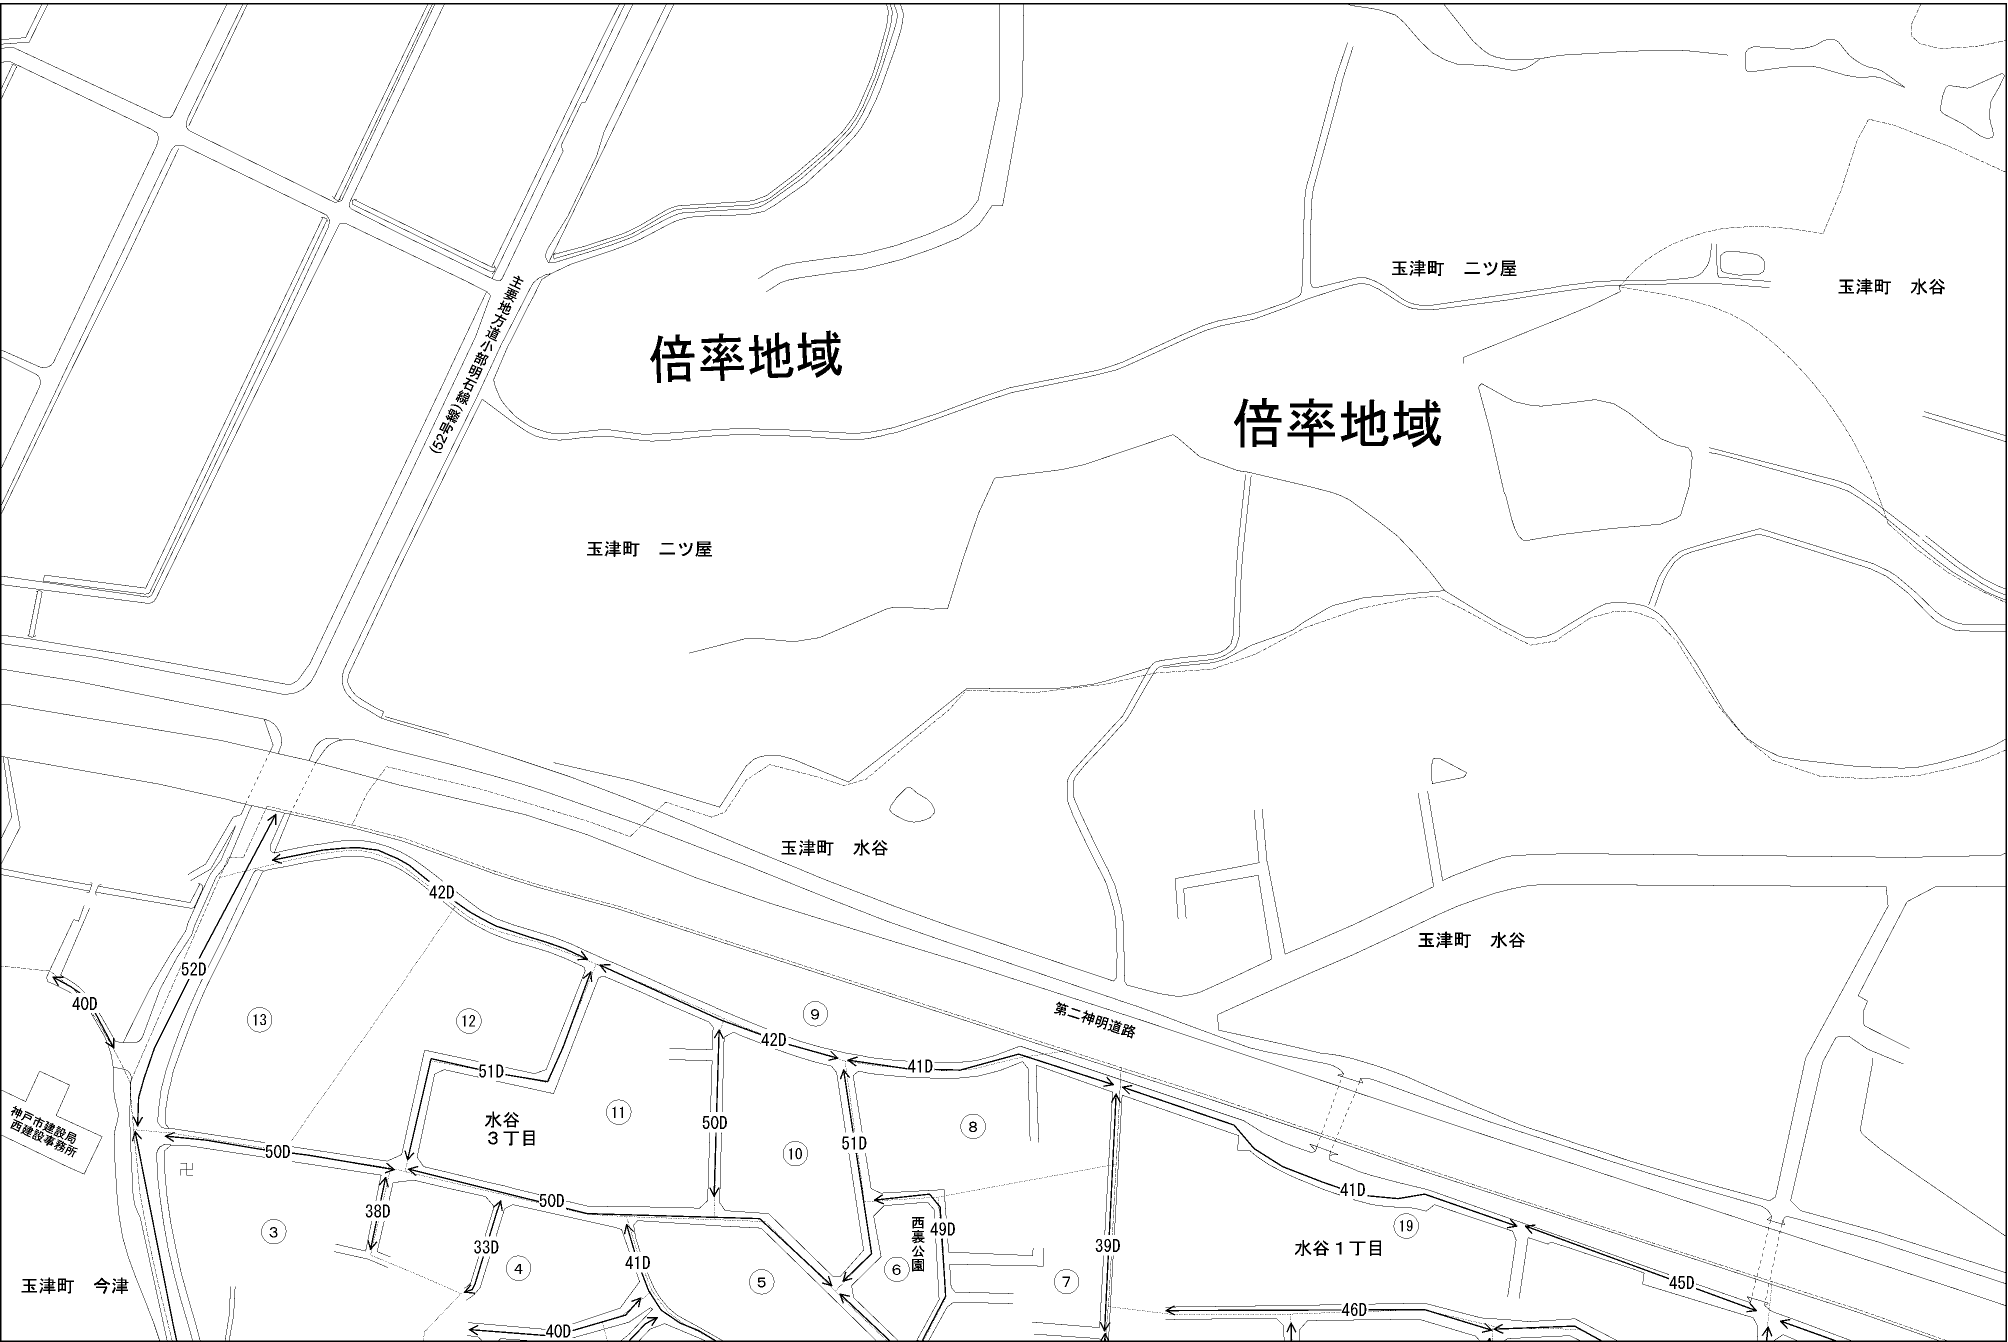 玉津町　二ツ屋
玉津町　水谷
主要地方道小部明石線
(52号線)
倍率地域
倍率地域
玉津町　二ツ屋
玉津町　水谷
42D
玉津町　水谷
52D
40D
13
12
9
第二神明道路
42D
41D
51D
11
水谷
３丁目
50D
51D
8
神戸市建設局
西建設事務所
50D
10
41D
38D
50D
3
33D
49D
西裏公園
19
39D
水谷１丁目
41D
4
5
6
7
玉津町　今津
45D
46D
40D